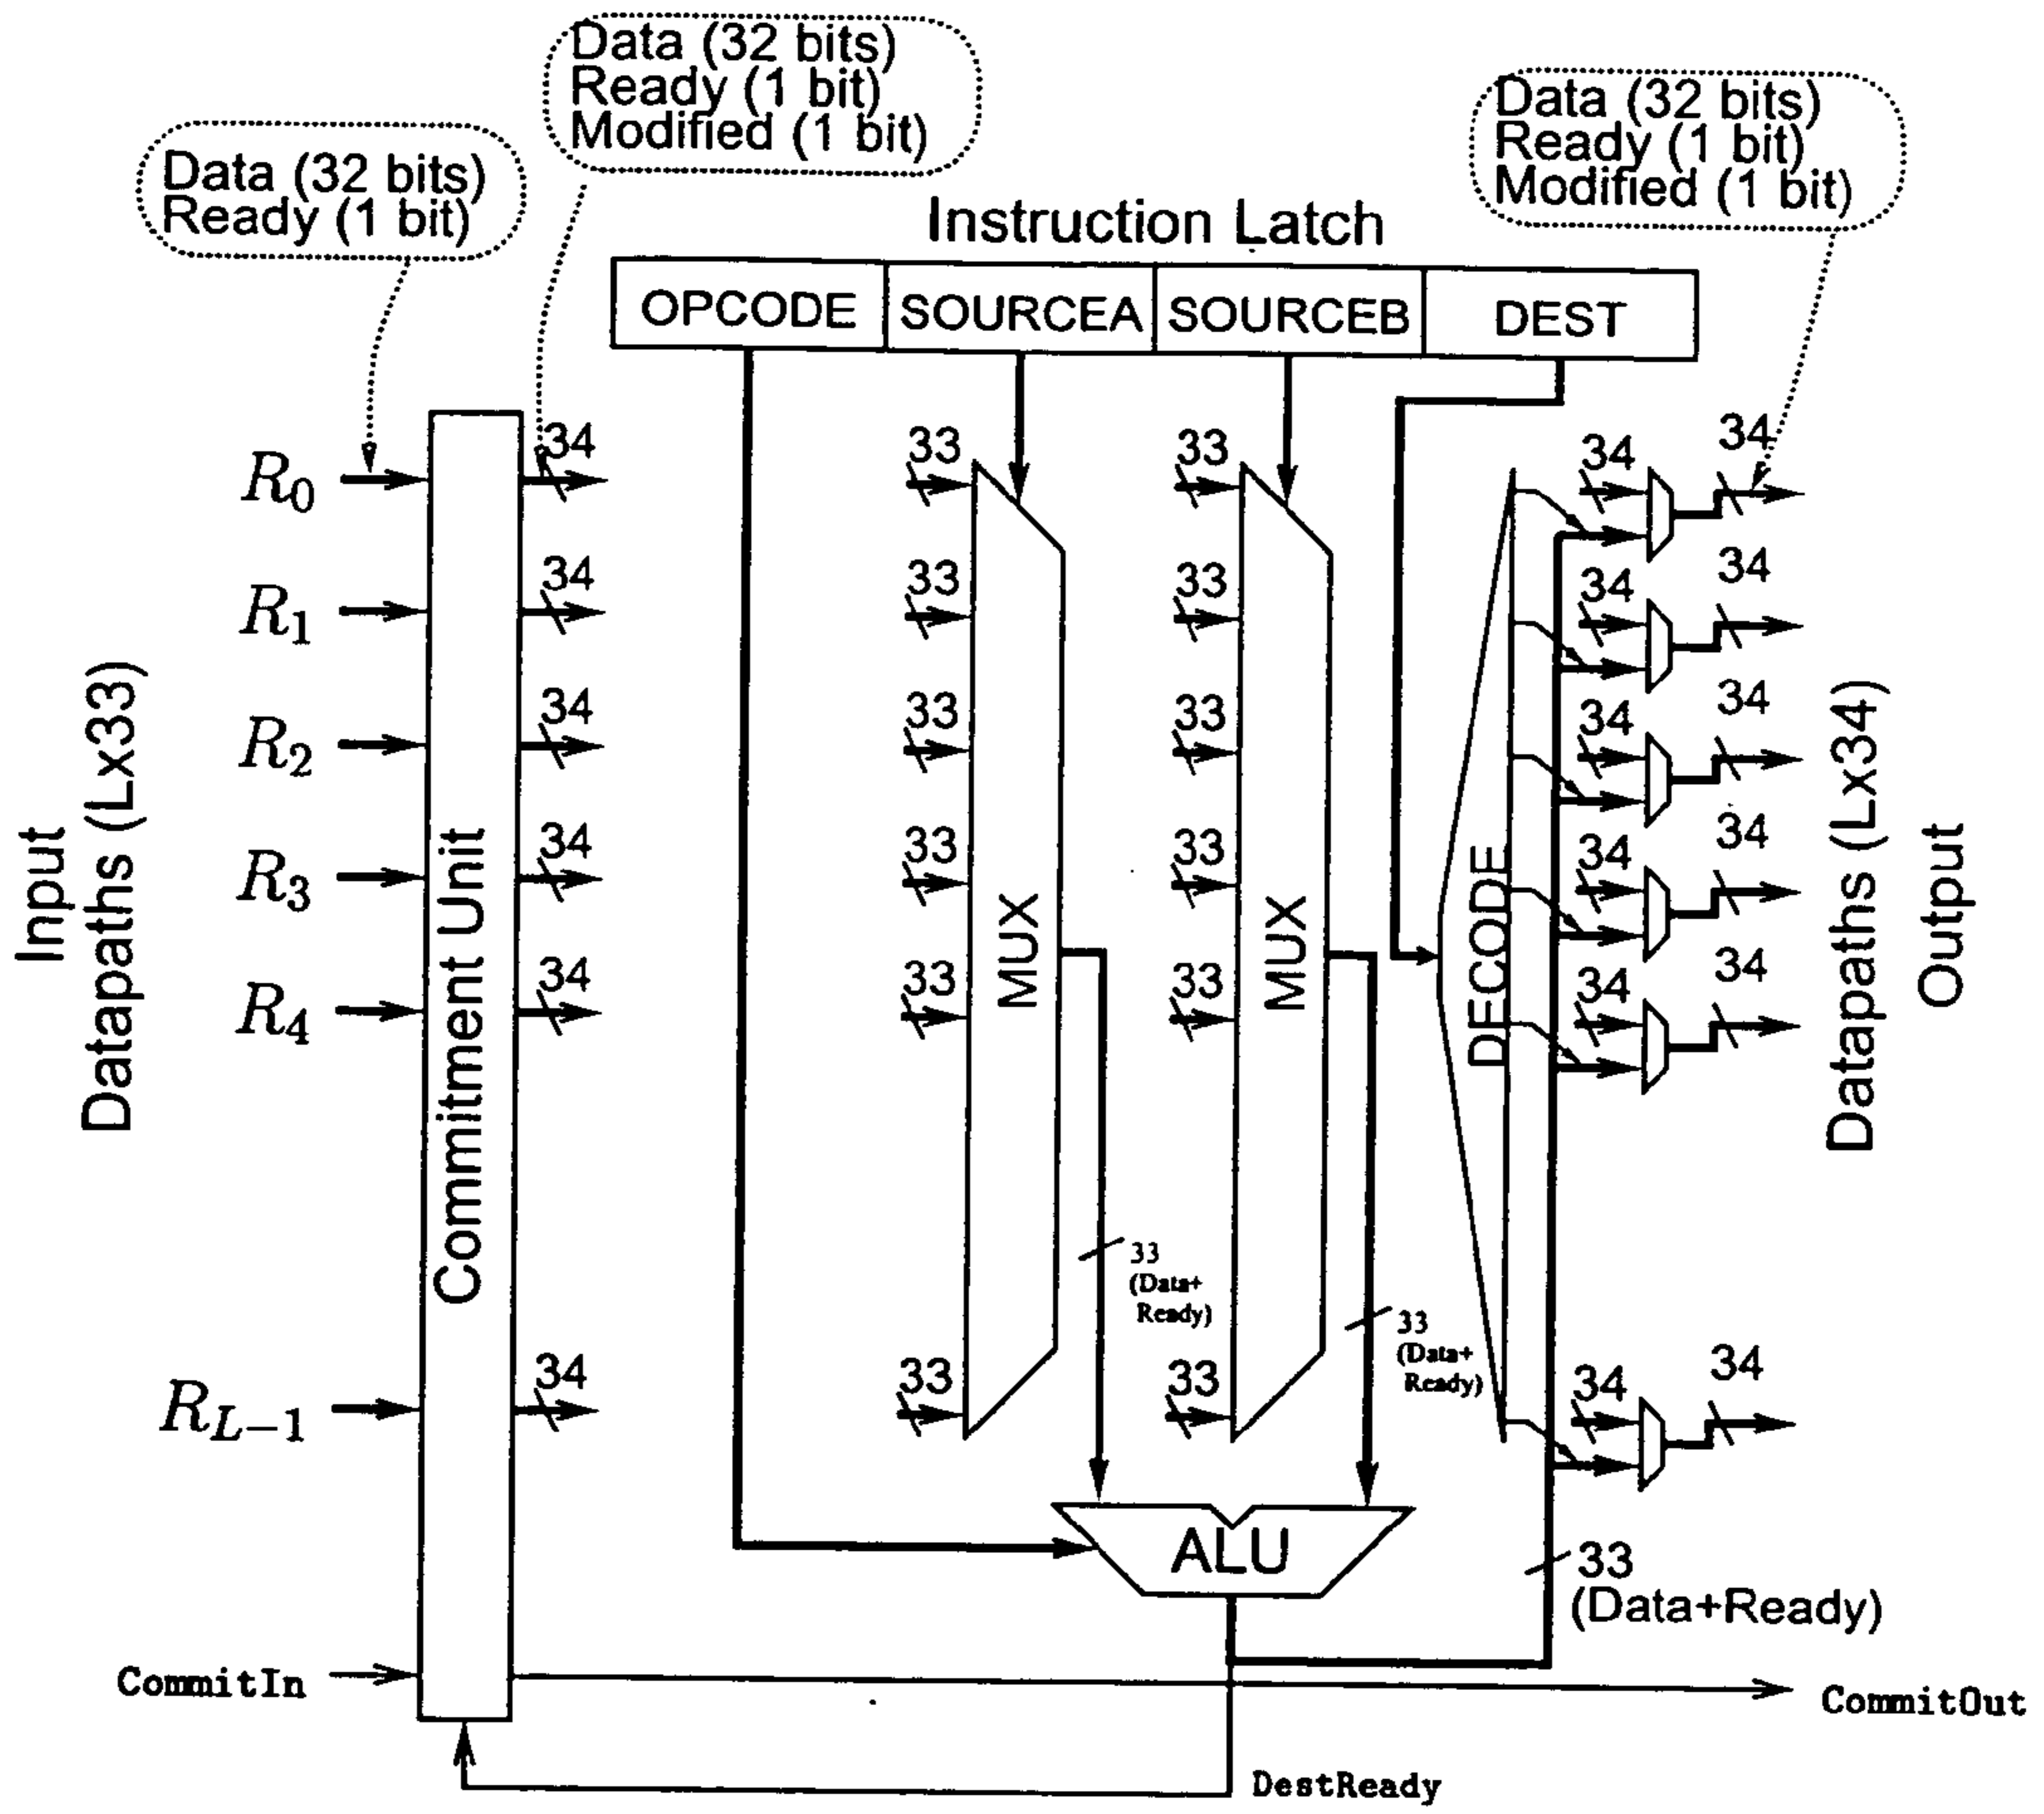 Data (32 bits)
Ready (1 bit)
Modified (1 bit)
Data (32 bits)
Ready (1 bit)
Modified (1 bit)
Data (32 bits)
Ready (1 bit)
Instruction Latch
OPCODE SOURCEA SOURCEB DEST
R0 34 33 33 34 34
R1 34 33 33 34 34
R2 34 33 33 34 34
R3 34 33 33 34 34
R4 34 33 33 34 34
RL−1 34 33 33 34 34
Input
Datapaths (Lx33)
Commitment Unit
MUX
MUX
DECODE
Datapaths (Lx34)
Output
33
(Data+
Ready)
33
(Data+
Ready)
ALU
33
(Data+Ready)
CommitIn
CommitOut
DestReady